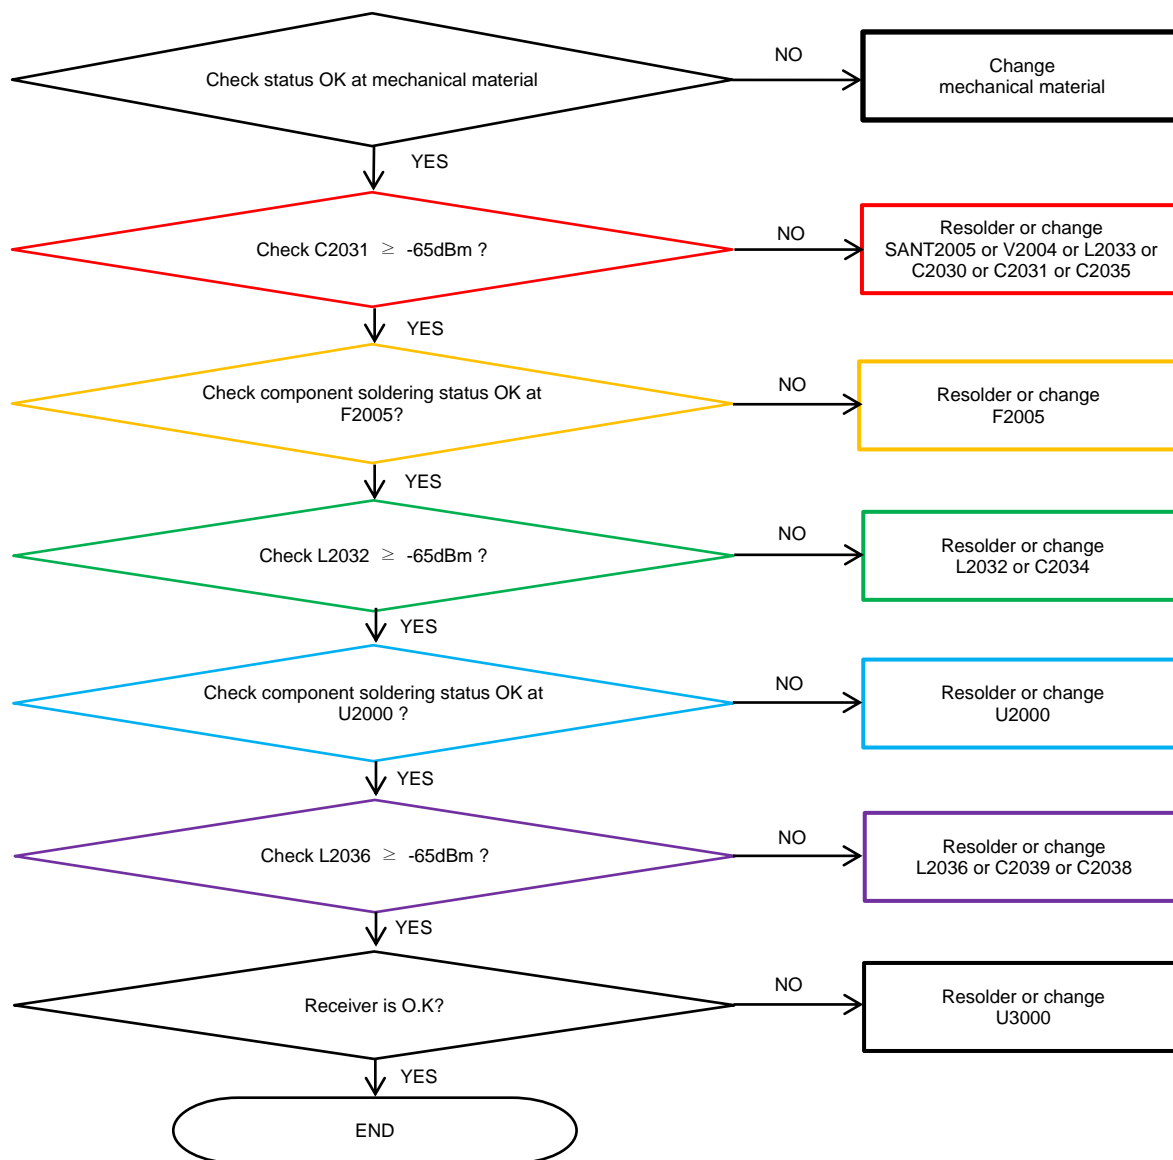 Check status OK at mechanical material
NO
Change
mechanical material
YES
Check C2031 ≥ -65dBm ?
NO
Resolder or change
SANT2005 or V2004 or L2033 or
C2030 or C2031 or C2035
YES
Check component soldering status OK at
F2005?
NO
Resolder or change
F2005
YES
Check L2032 ≥ -65dBm ?
NO
Resolder or change
L2032 or C2034
YES
Check component soldering status OK at
U2000 ?
NO
Resolder or change
U2000
YES
Check L2036 ≥ -65dBm ?
NO
Resolder or change
L2036 or C2039 or C2038
YES
Receiver is O.K?
NO
Resolder or change
U3000
YES
END